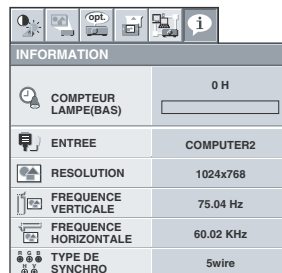 opt.
i
INFORMATION
COMPTEUR
LAMPE(BAS)
0 H
ENTREE
COMPUTER2
RESOLUTION
1024x768
FREQUENCE
VERTICALE
75.04 Hz
FREQUENCE
HORIZONTALE
60.02 KHz
R G B
H V
TYPE DE
SYNCHRO
5wire